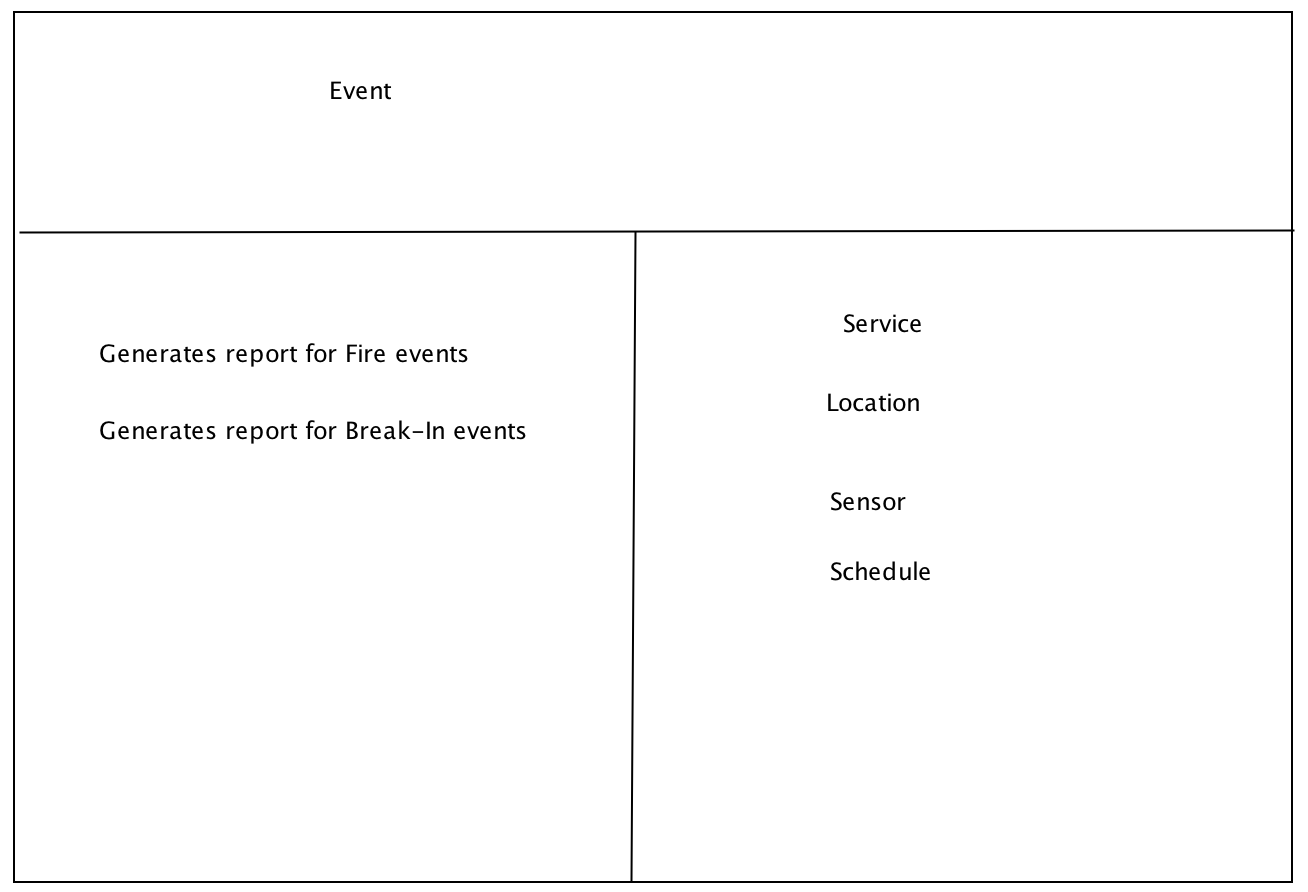 Event
Generates report for Fire events
Generates report for Break-In events
Service
Location
Sensor
Schedule